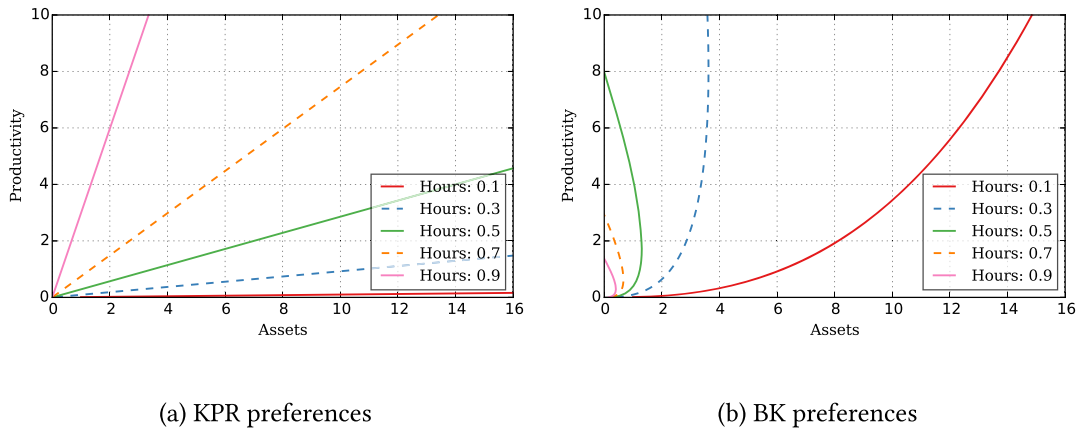 10
8
6
4
2
0
Productivity
0 2 4 6 8 10 12 14 16
Assets
Hours: 0.1
Hours: 0.3
Hours: 0.5
Hours: 0.7
Hours: 0.9
(a) KPR preferences
10
8
6
4
2
0
Productivity
0 2 4 6 8 10 12 14 16
Assets
Hours: 0.1
Hours: 0.3
Hours: 0.5
Hours: 0.7
Hours: 0.9
(b) BK preferences